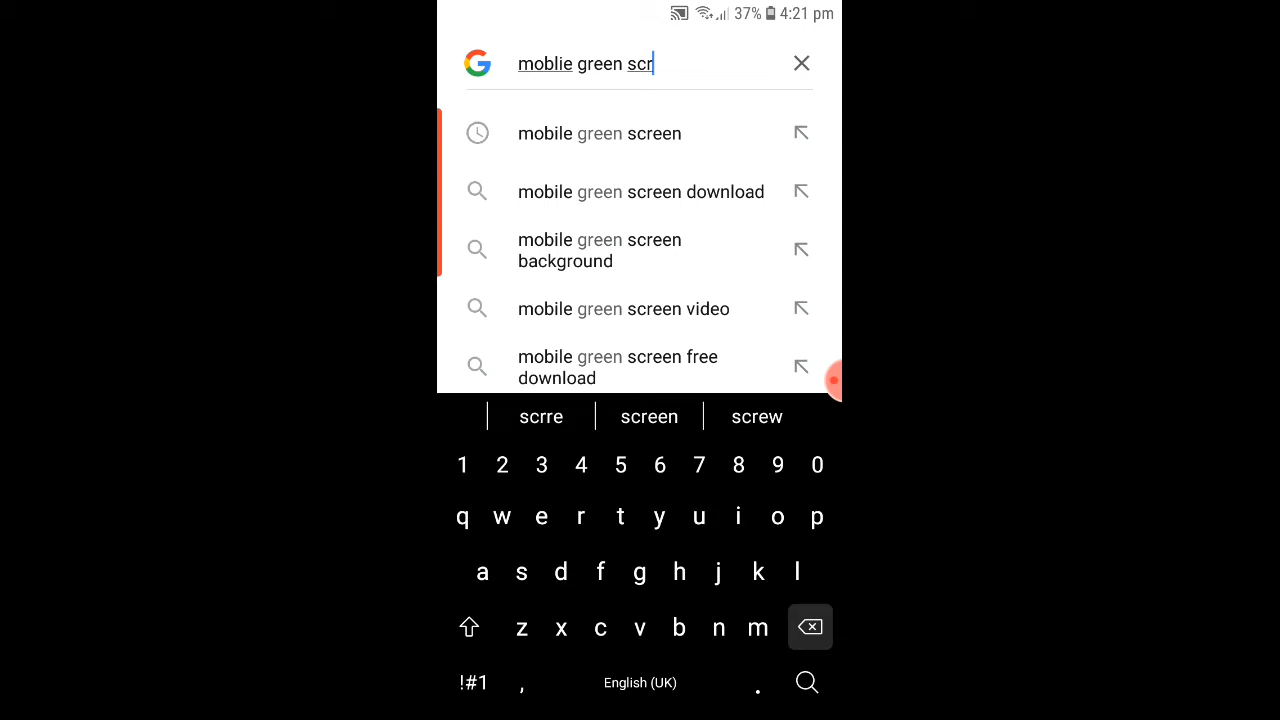 37% 4:21 pm
moblie green scr
mobile green screen
mobile green screen download
mobile green screen
background
mobile green screen video
mobile green screen free
download
scrre screen screw
1 2 3 4 5 6 7 8 9 0
q w e r t y u i o p
a s d f g h j k l
z x c v b n m
!#1 , English (UK) .